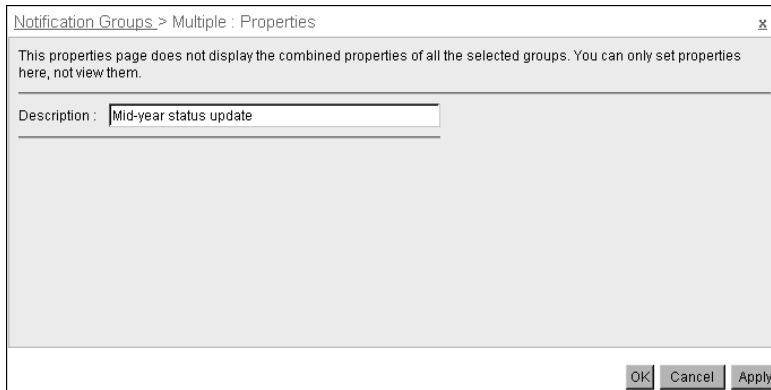 Notification Groups > Multiple : Properties x
This properties page does not display the combined properties of all the selected groups. You can only set properties
here, not view them.
Description : Mid-year status update
OK Cancel Apply